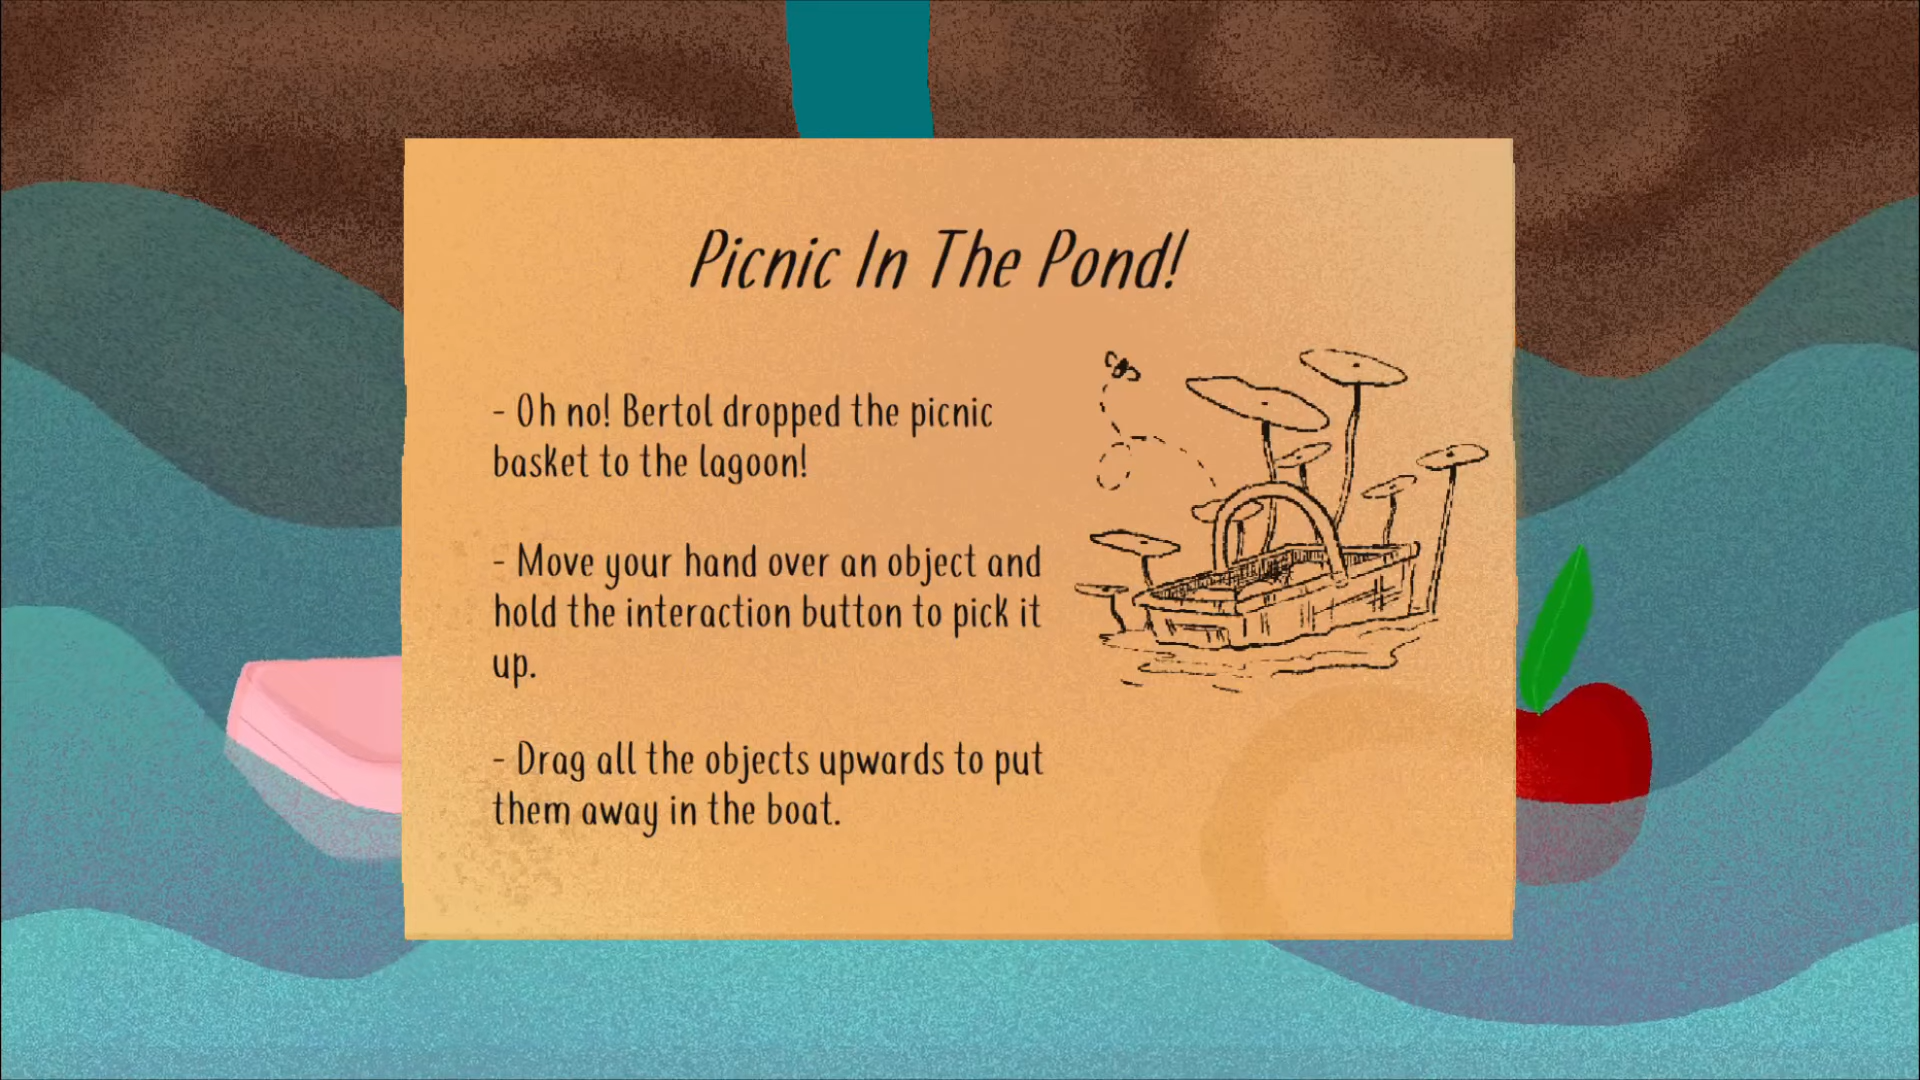 Picnic In The Pond!
- Oh no! Bertol dropped the picnic
basket to the lagoon!
- Move your hand over an object and
hold the interaction button to pick it
up.
- Drag all the objects upwards to put
them away in the boat.